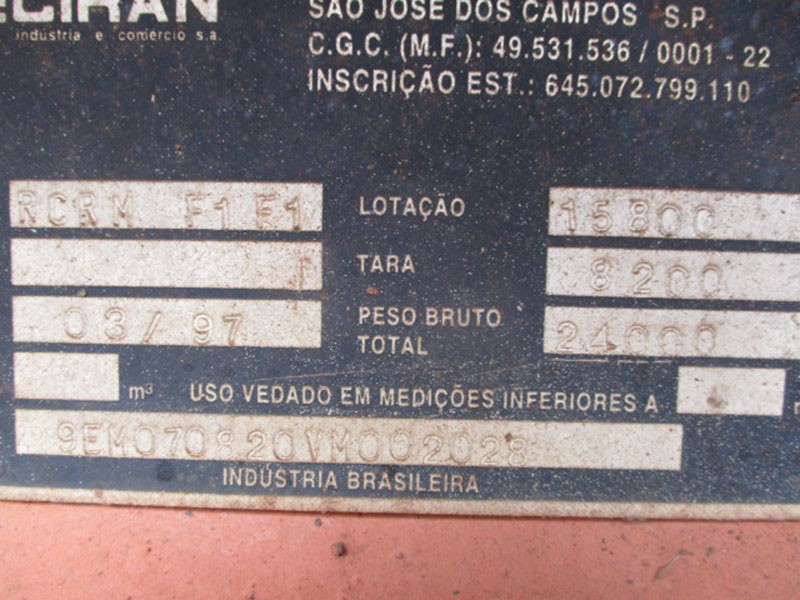 ECIRAN
indústria e comércio s.a.
SÃO JOSÉ DOS CAMPOS S.P.
C.G.C. (M.F.): 49.531.536 / 0001 - 22
INSCRIÇÃO EST.: 645.072.799.110
RCRM F1F1 LOTAÇÃO 15800
TARA 8200
03/97 PESO BRUTO TOTAL 24000
m³ USO VEDADO EM MEDIÇÕES INFERIORES A
9EM070820VM002028
INDÚSTRIA BRASILEIRA